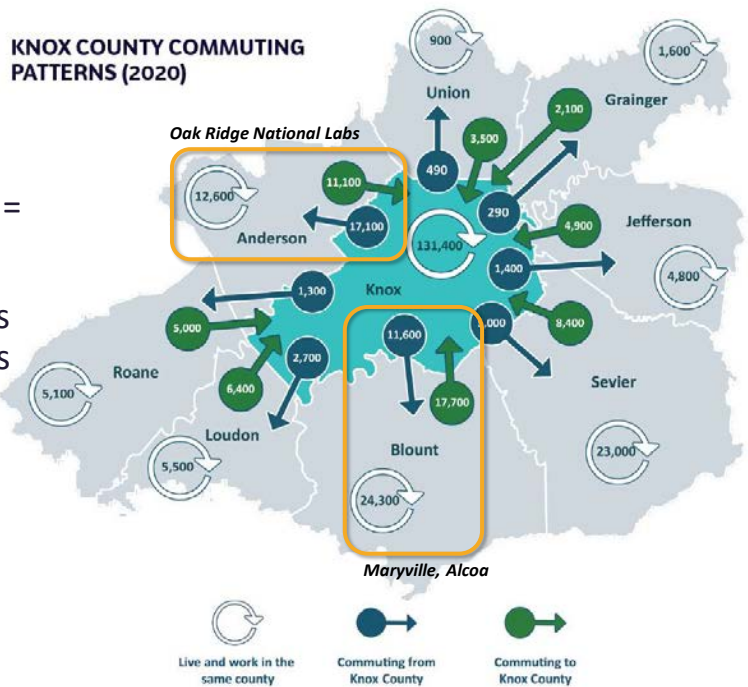 KNOX COUNTY COMMUTING
PATTERNS (2020)
900
1,600
Union
Grainger
2,100
Oak Ridge National Labs
3,500
490
11,100
12,600
290
=
17,100
4,900
Jefferson
Anderson
131,400
1,400
4,800
1,300
Knox
s
5,000
11,600
8,400
s
2,700
Roane
6,400
17,700
Sevier
5,100
Loudon
Blount
5,500
23,000
24,300
Maryville, Alcoa
Live and work in the
same county
Commuting from
Knox County
Commuting to
Knox County